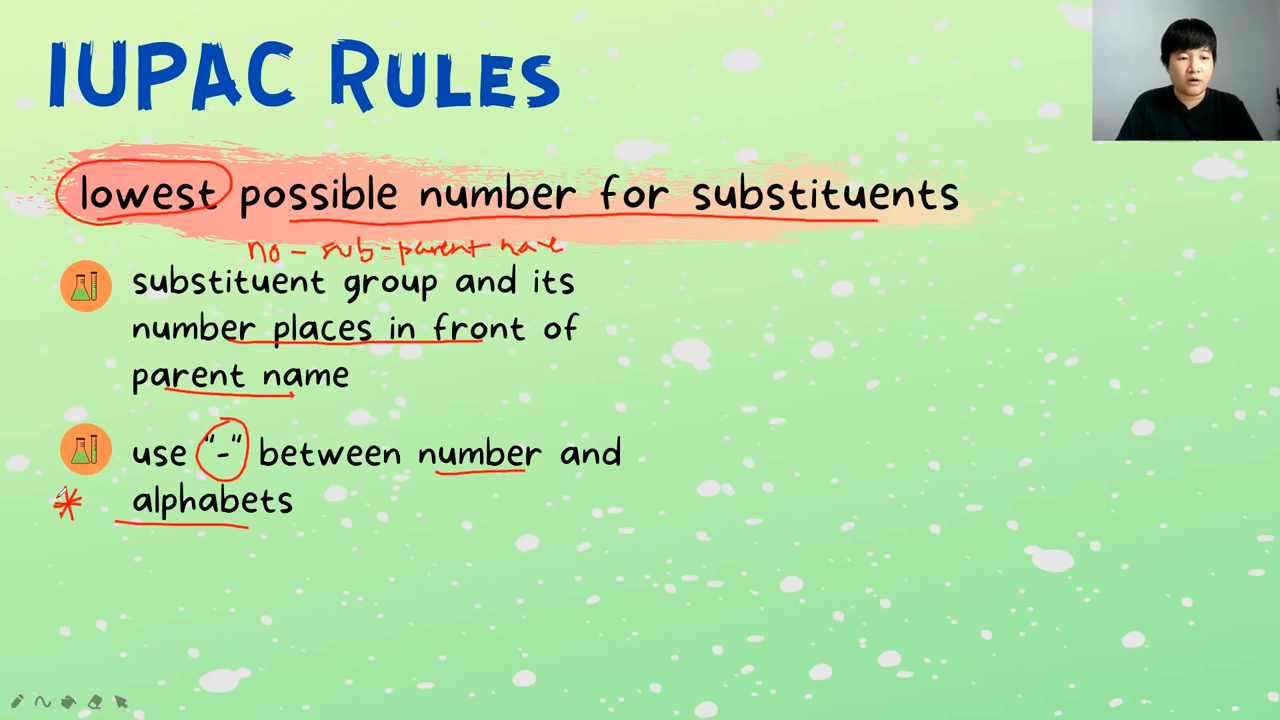 IUPAC RULES
lowest possible number for substituents
no - sub - parent name
substituent group and its
number places in front of
parent name
use "-" between number and
* alphabets